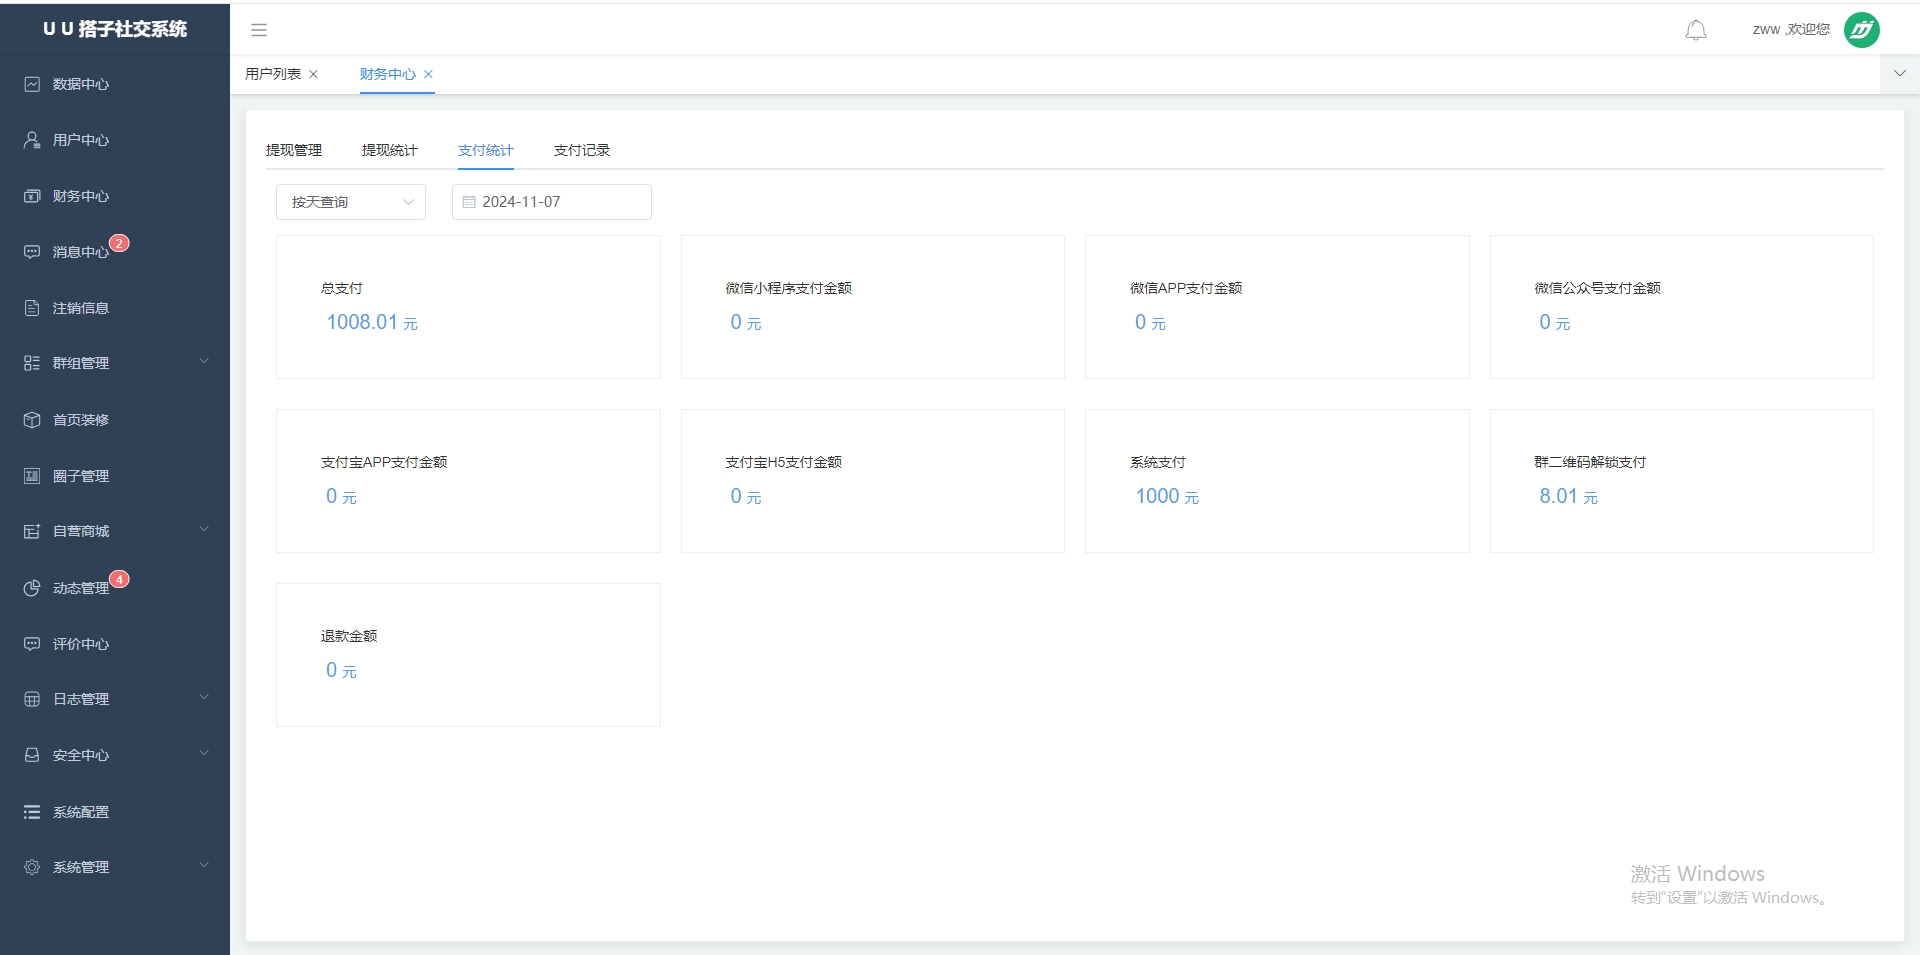 U U 搭子社交系统
zww ,欢迎您
用户列表
财务中心
数据中心
用户中心
财务中心
消息中心 2
注销信息
群组管理
首页装修
圈子管理
自营商城
动态管理 4
评价中心
日志管理
安全中心
系统配置
系统管理
提现管理 提现统计 支付统计 支付记录
按天查询 2024-11-07
总支付
1008.01 元
微信小程序支付金额
0 元
微信APP支付金额
0 元
微信公众号支付金额
0 元
支付宝APP支付金额
0 元
支付宝H5支付金额
0 元
系统支付
1000 元
群二维码解锁支付
8.01 元
退款金额
0 元
激活 Windows
转到“设置”以激活 Windows。